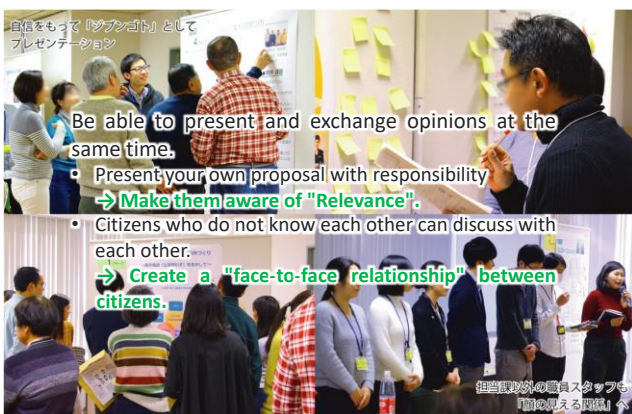 自信をもって「ジブンゴト」として
プレゼンテーション
Be able to present and exchange opinions at the
same time.
• Present your own proposal with responsibility
→ Make them aware of "Relevance".
• Citizens who do not know each other can discuss with
each other.
→ Create a "face-to-face relationship" between
citizens.
担当課以外の職員スタッフも
「顔の見える関係」へ